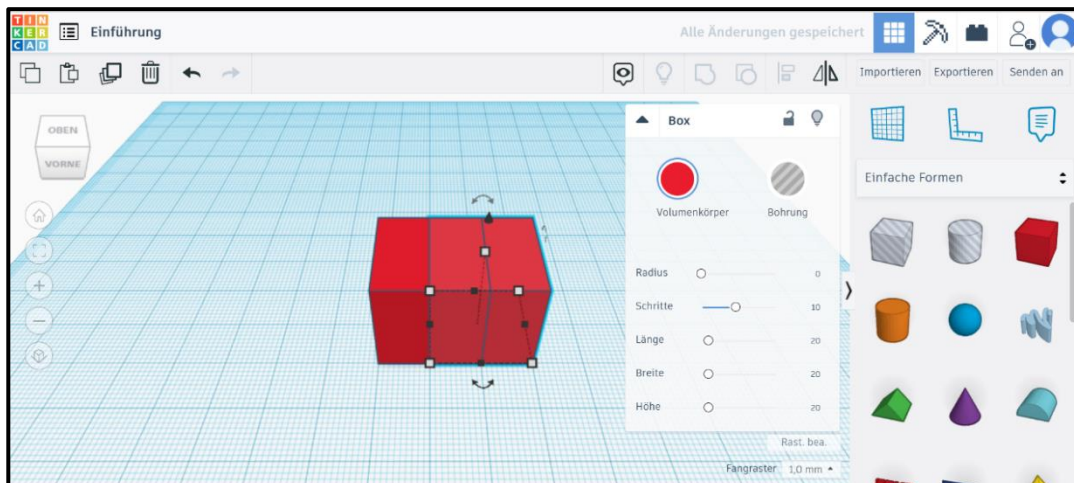 TIN
KER
CAD
Einführung
Alle Änderungen gespeichert
Importieren Exportieren Senden an
OBEN
VORNE
Box
Volumenkörper Bohrung
Radius 0
Schritte 10
Länge 20
Breite 20
Höhe 20
Rast. bea.
Fangraster 1,0 mm
Einfache Formen